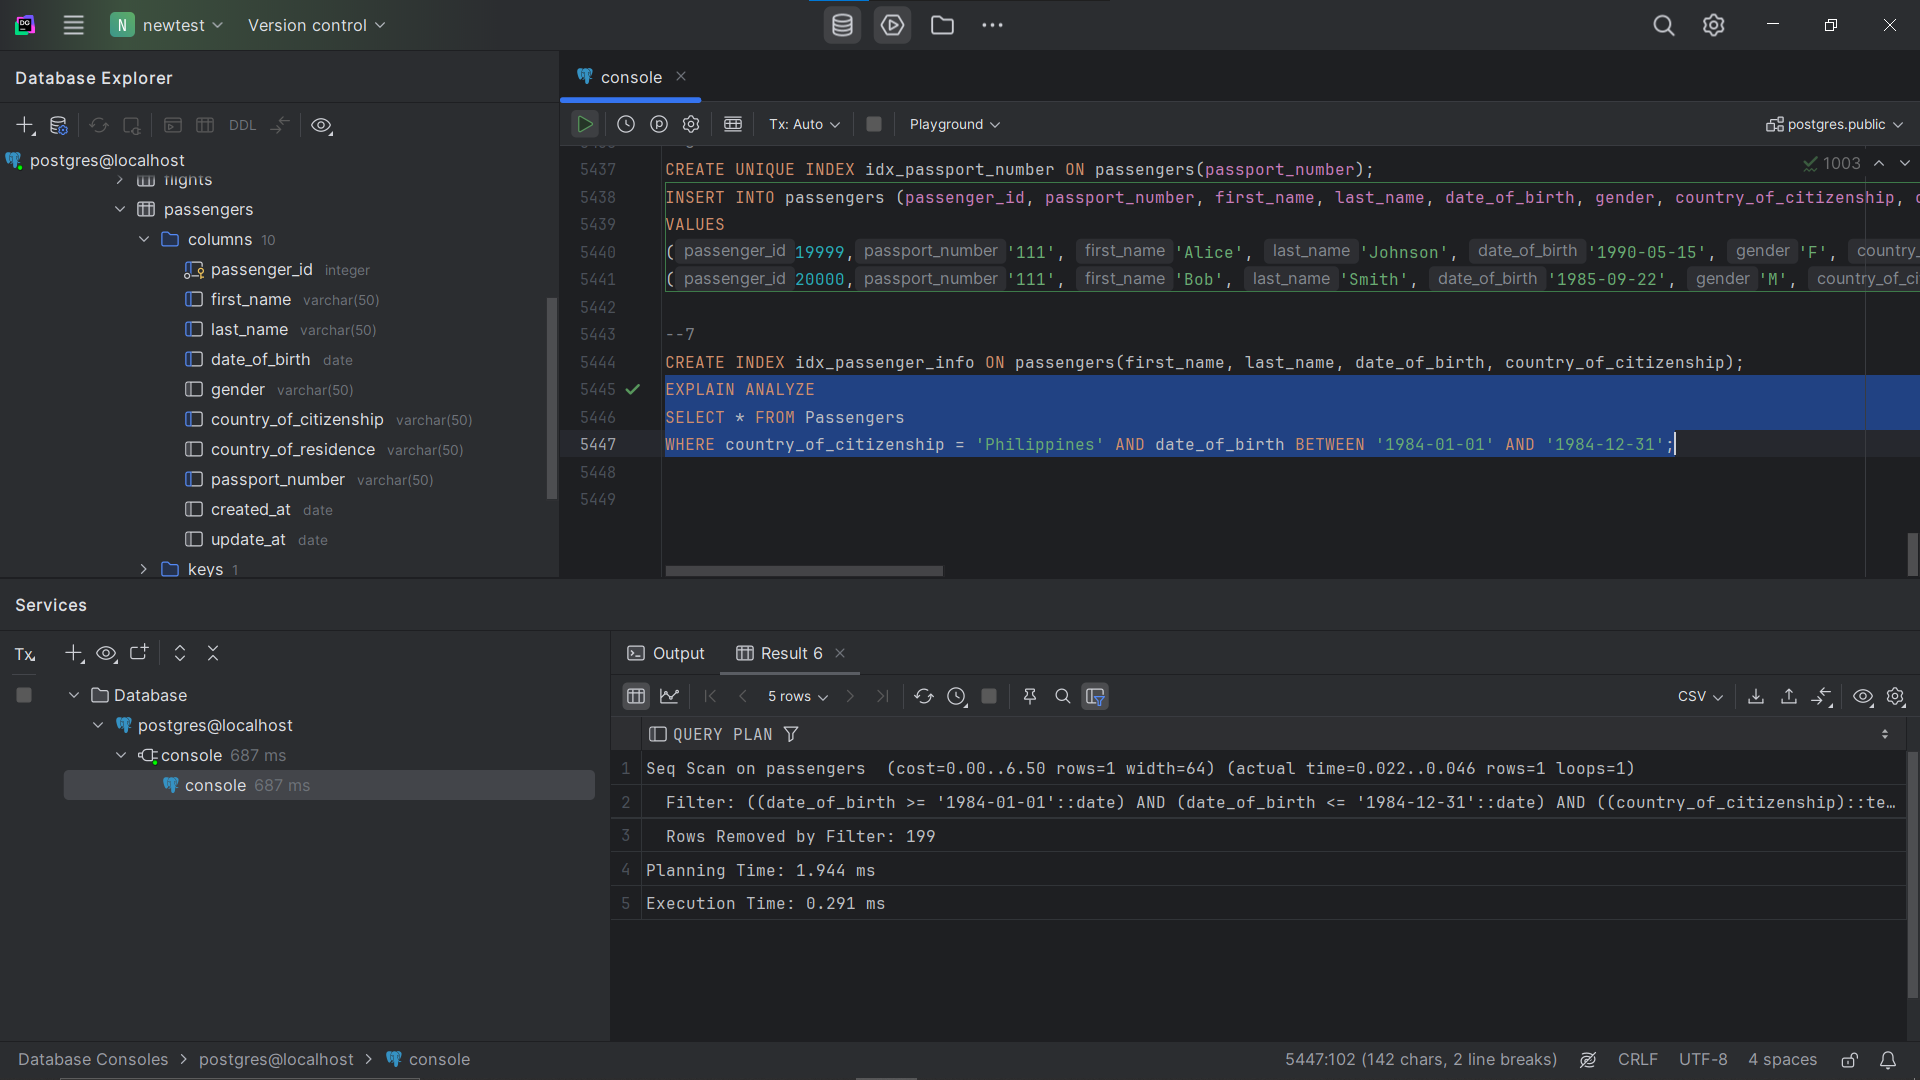 N newtest Version control
Database Explorer
console
DDL
Tx: Auto Playground postgres.public
postgres@localhost
flights
passengers
columns 10
passenger_id integer
first_name varchar(50)
last_name varchar(50)
date_of_birth date
gender varchar(50)
country_of_citizenship varchar(50)
country_of_residence varchar(50)
passport_number varchar(50)
created_at date
update_at date
keys 1
1003
5437 CREATE UNIQUE INDEX idx_passport_number ON passengers(passport_number);
5438 INSERT INTO passengers (passenger_id, passport_number, first_name, last_name, date_of_birth, gender, country_of_citizenship,
5439 VALUES
5440 ( passenger_id 19999, passport_number '111', first_name 'Alice', last_name 'Johnson', date_of_birth '1990-05-15', gender 'F', country_
5441 ( passenger_id 20000, passport_number '111', first_name 'Bob', last_name 'Smith', date_of_birth '1985-09-22', gender 'M', country_of_ci
5442
5443 --7
5444 CREATE INDEX idx_passenger_info ON passengers(first_name, last_name, date_of_birth, country_of_citizenship);
5445 EXPLAIN ANALYZE
5446 SELECT * FROM Passengers
5447 WHERE country_of_citizenship = 'Philippines' AND date_of_birth BETWEEN '1984-01-01' AND '1984-12-31';
5448
5449
Services
Tx
Database
postgres@localhost
console 687 ms
console 687 ms
Output Result 6
5 rows CSV
QUERY PLAN
1 Seq Scan on passengers (cost=0.00..6.50 rows=1 width=64) (actual time=0.022..0.046 rows=1 loops=1)
2 Filter: ((date_of_birth >= '1984-01-01'::date) AND (date_of_birth <= '1984-12-31'::date) AND ((country_of_citizenship)::te…
3 Rows Removed by Filter: 199
4 Planning Time: 1.944 ms
5 Execution Time: 0.291 ms
Database Consoles > postgres@localhost > console
5447:102 (142 chars, 2 line breaks) CRLF UTF-8 4 spaces